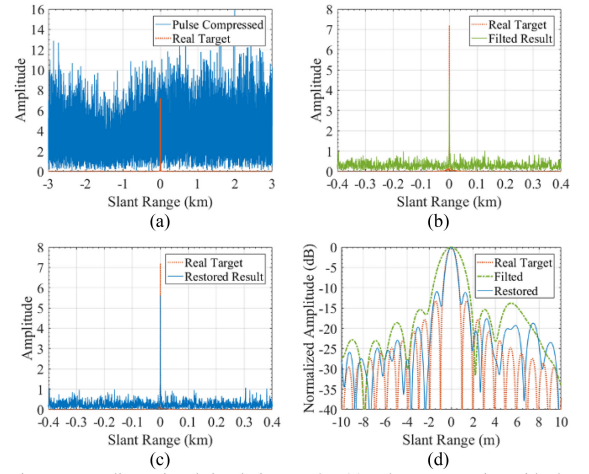 16
14
12
10
8
6
4
2
0
Amplitude
Pulse Compressed
Real Target
-3 -2 -1 0 1 2 3
Slant Range (km)
(a)
8
7
6
5
4
3
2
1
0
Amplitude
Real Target
Filted Result
-0.4 -0.3 -0.2 -0.1 0 0.1 0.2 0.3 0.4
Slant Range (km)
(b)
8
7
6
5
4
3
2
1
0
Amplitude
Real Target
Restored Result
-0.4 -0.3 -0.2 -0.1 0 0.1 0.2 0.3 0.4
Slant Range (km)
(c)
0
-5
-10
-15
-20
-25
-30
-35
-40
Normalized Amplitude (dB)
Real Target
Filted
Restored
-10 -8 -6 -4 -2 0 2 4 6 8 10
Slant Range (m)
(d)